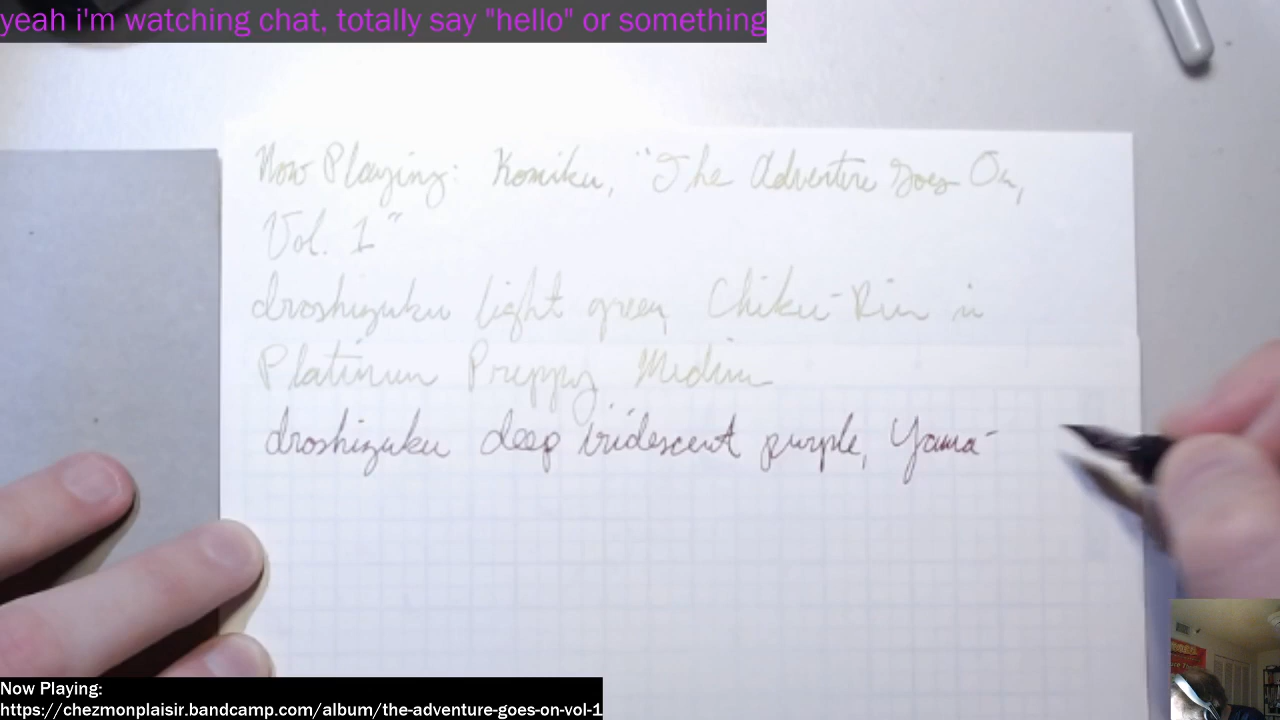 yeah i'm watching chat, totally say "hello" or something
Now Playing: Komiku, "The Adventure Goes On,
Vol. 1"
iroshizuku light green, Chiku-Rin in
Platinum Preppy Medium
iroshizuku deep iridescent purple, Yama-
Now Playing:
https://chezmonplaisir.bandcamp.com/album/the-adventure-goes-on-vol-1